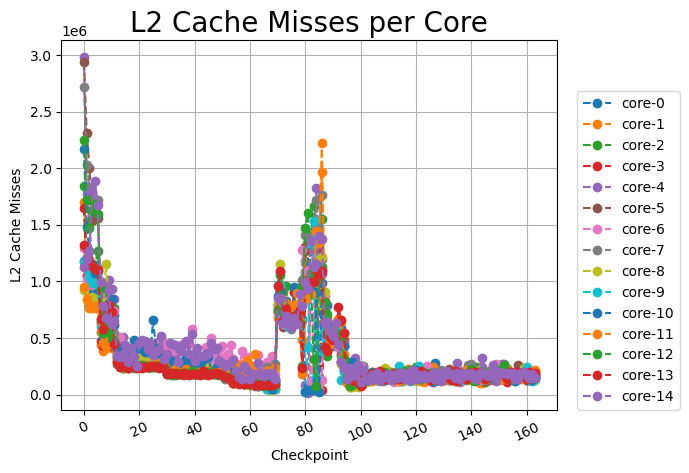 L2 Cache Misses per Core
1e6
3.0
2.5
2.0
1.5
1.0
0.5
0.0
L2 Cache Misses
0 20 40 60 80 100 120 140 160
Checkpoint
core-0
core-1
core-2
core-3
core-4
core-5
core-6
core-7
core-8
core-9
core-10
core-11
core-12
core-13
core-14